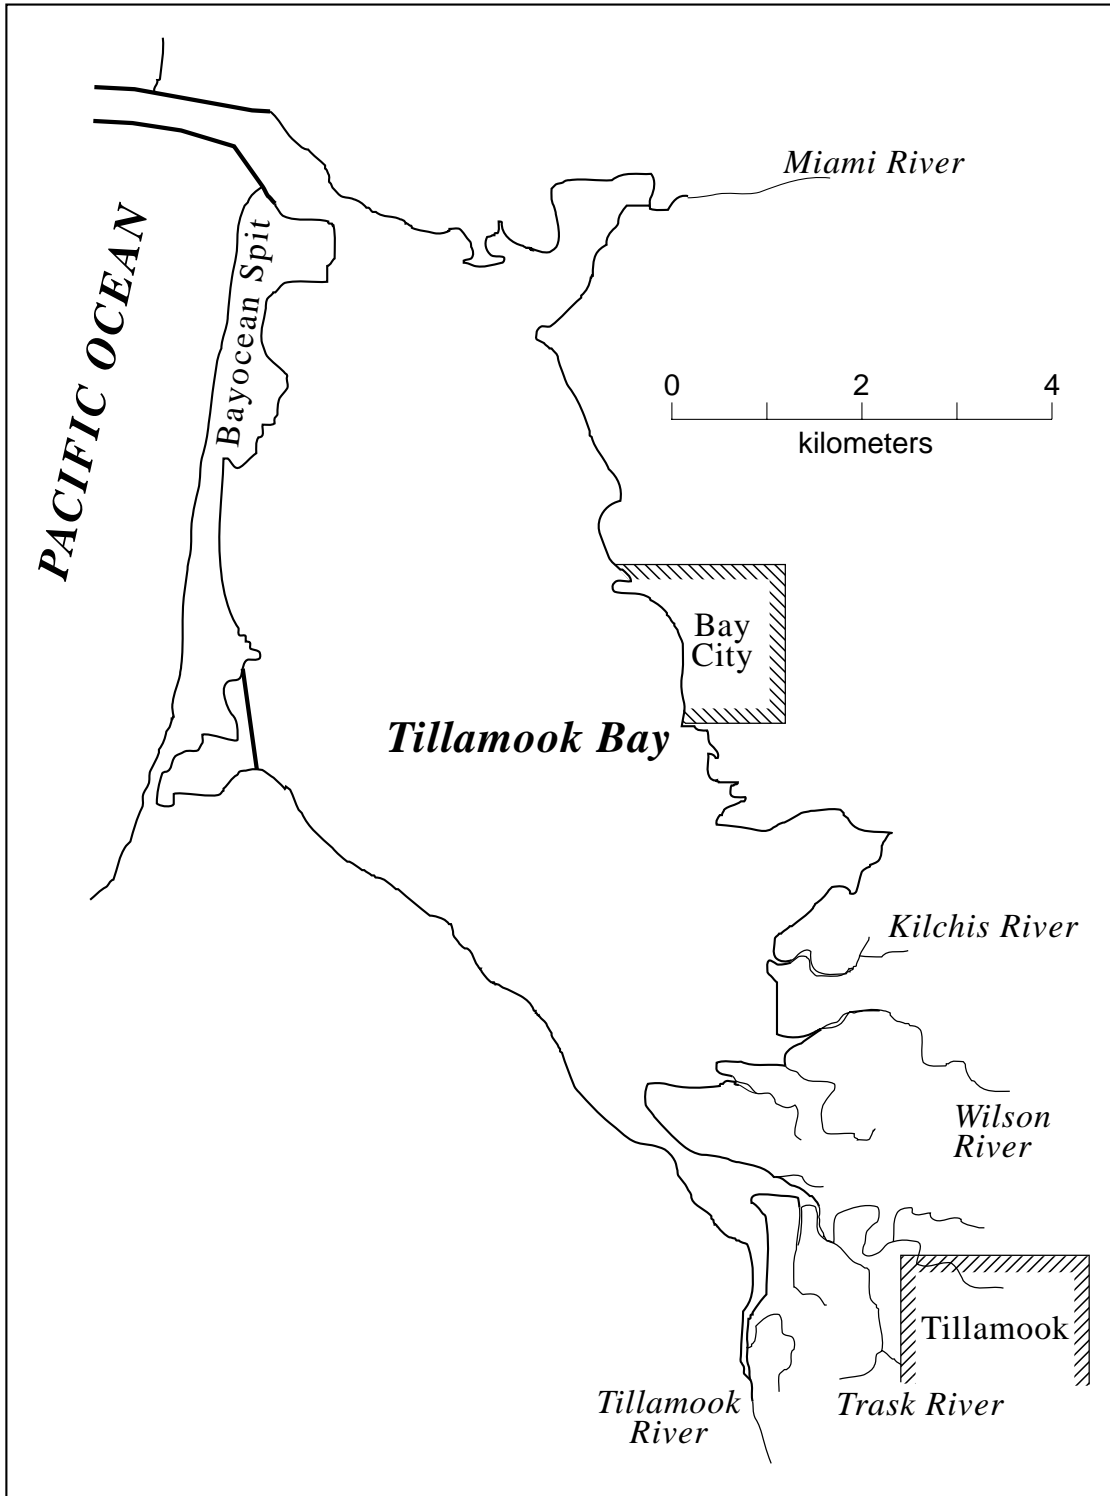 Miami River
PACIFIC OCEAN
Bayocean Spit
0 2 4
kilometers
Bay
City
Tillamook Bay
Kilchis River
Wilson
River
Tillamook
Tillamook
River
Trask River